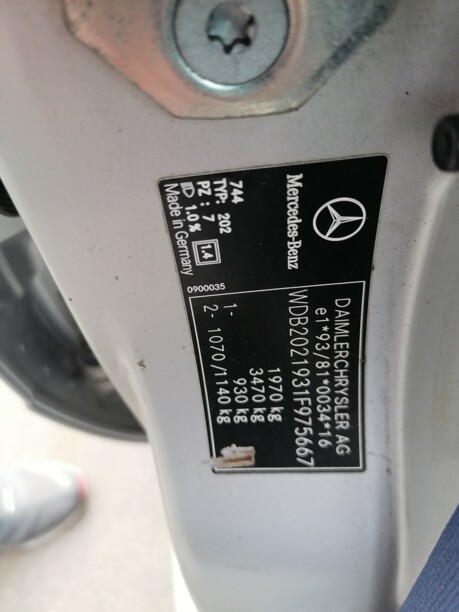 Mercedes-Benz
744
TYP: 202
PZ : 7
1.0 % 1.4
Made in Germany
0900035
DAIMLERCHRYSLER AG
e1*93/81*0034*16
WDB2021931F975667
1970 kg
3470 kg
1- 930 kg
2- 1070/1140 kg